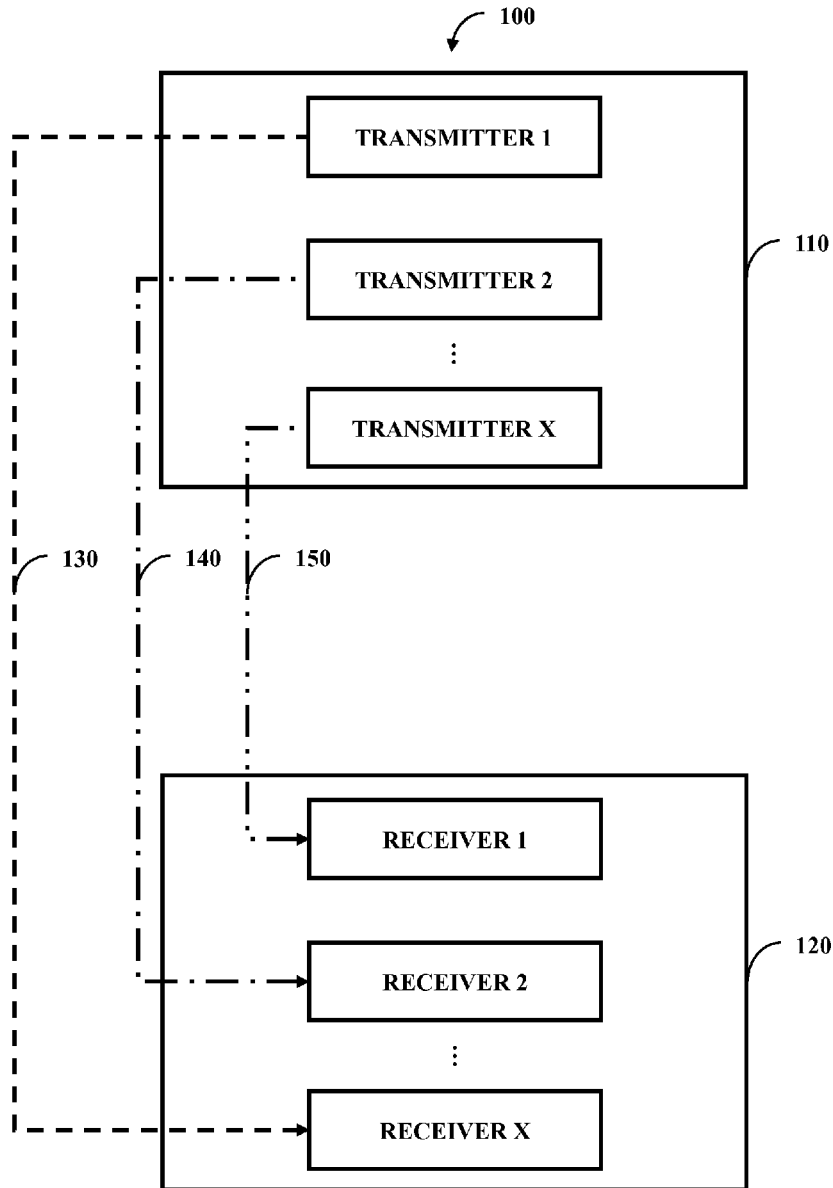 100
TRANSMITTER 1
110
TRANSMITTER 2
⋮
TRANSMITTER X
130
140
150
RECEIVER 1
120
RECEIVER 2
⋮
RECEIVER X